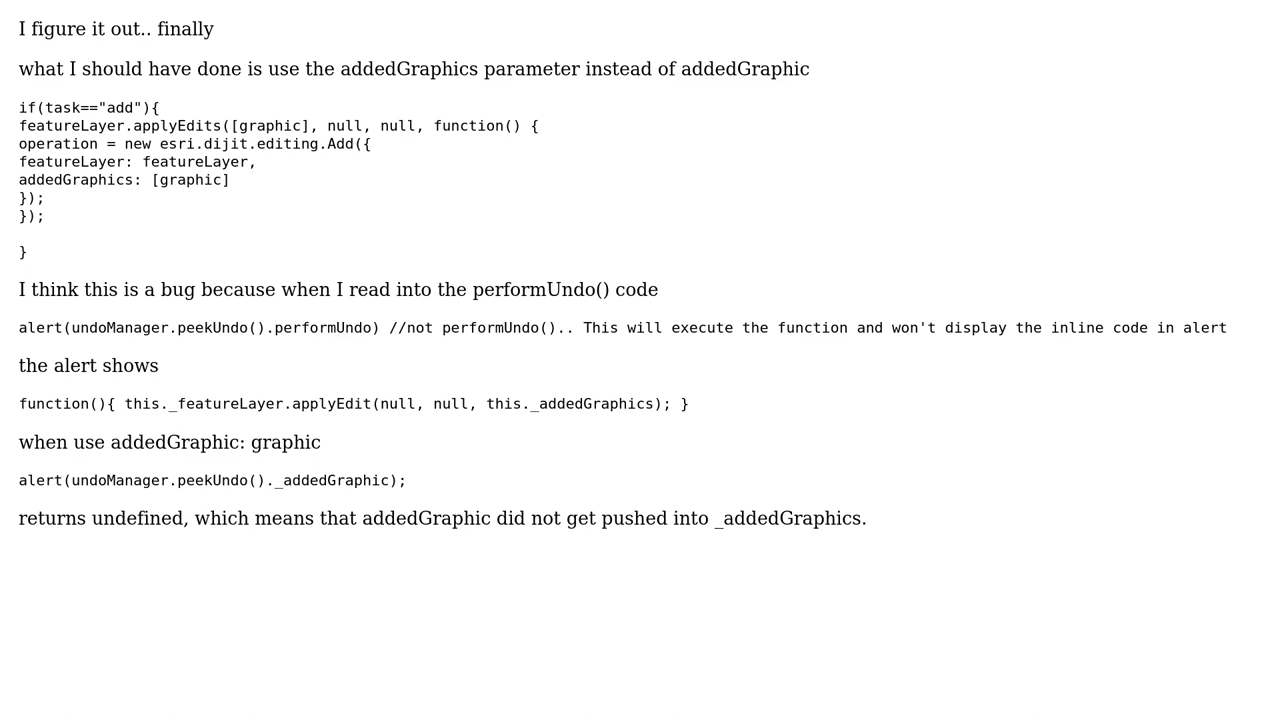 I figure it out.. finally
what I should have done is use the addedGraphics parameter instead of addedGraphic
if(task=="add"){
featureLayer.applyEdits([graphic], null, null, function() {
operation = new esri.dijit.editing.Add({
featureLayer: featureLayer,
addedGraphics: [graphic]
});
});
}
I think this is a bug because when I read into the performUndo() code
alert(undoManager.peekUndo().performUndo) //not performUndo().. This will execute the function and won't display the inline code in alert
the alert shows
function(){ this._featureLayer.applyEdit(null, null, this._addedGraphics); }
when use addedGraphic: graphic
alert(undoManager.peekUndo()._addedGraphic);
returns undefined, which means that addedGraphic did not get pushed into _addedGraphics.